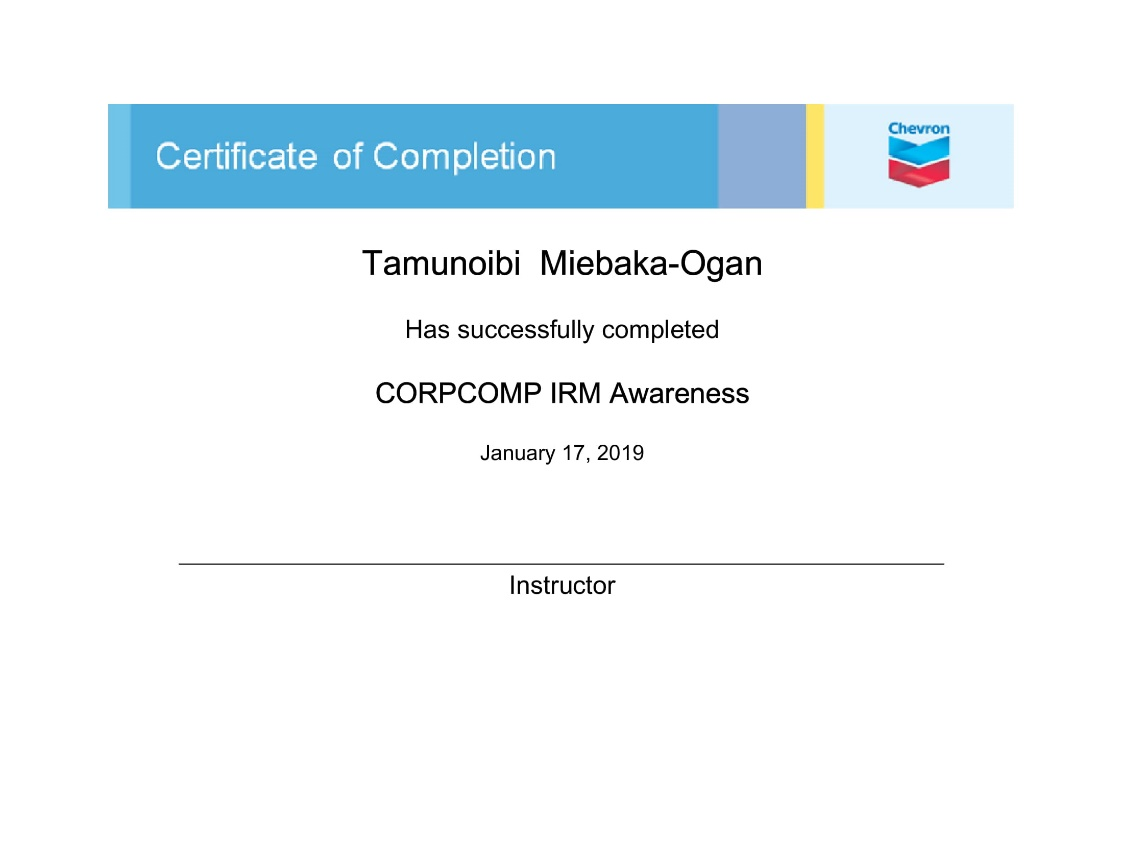 Certificate of Completion
Chevron
Tamunoibi Miebaka-Ogan
Has successfully completed
CORPCOMP IRM Awareness
January 17, 2019
Instructor